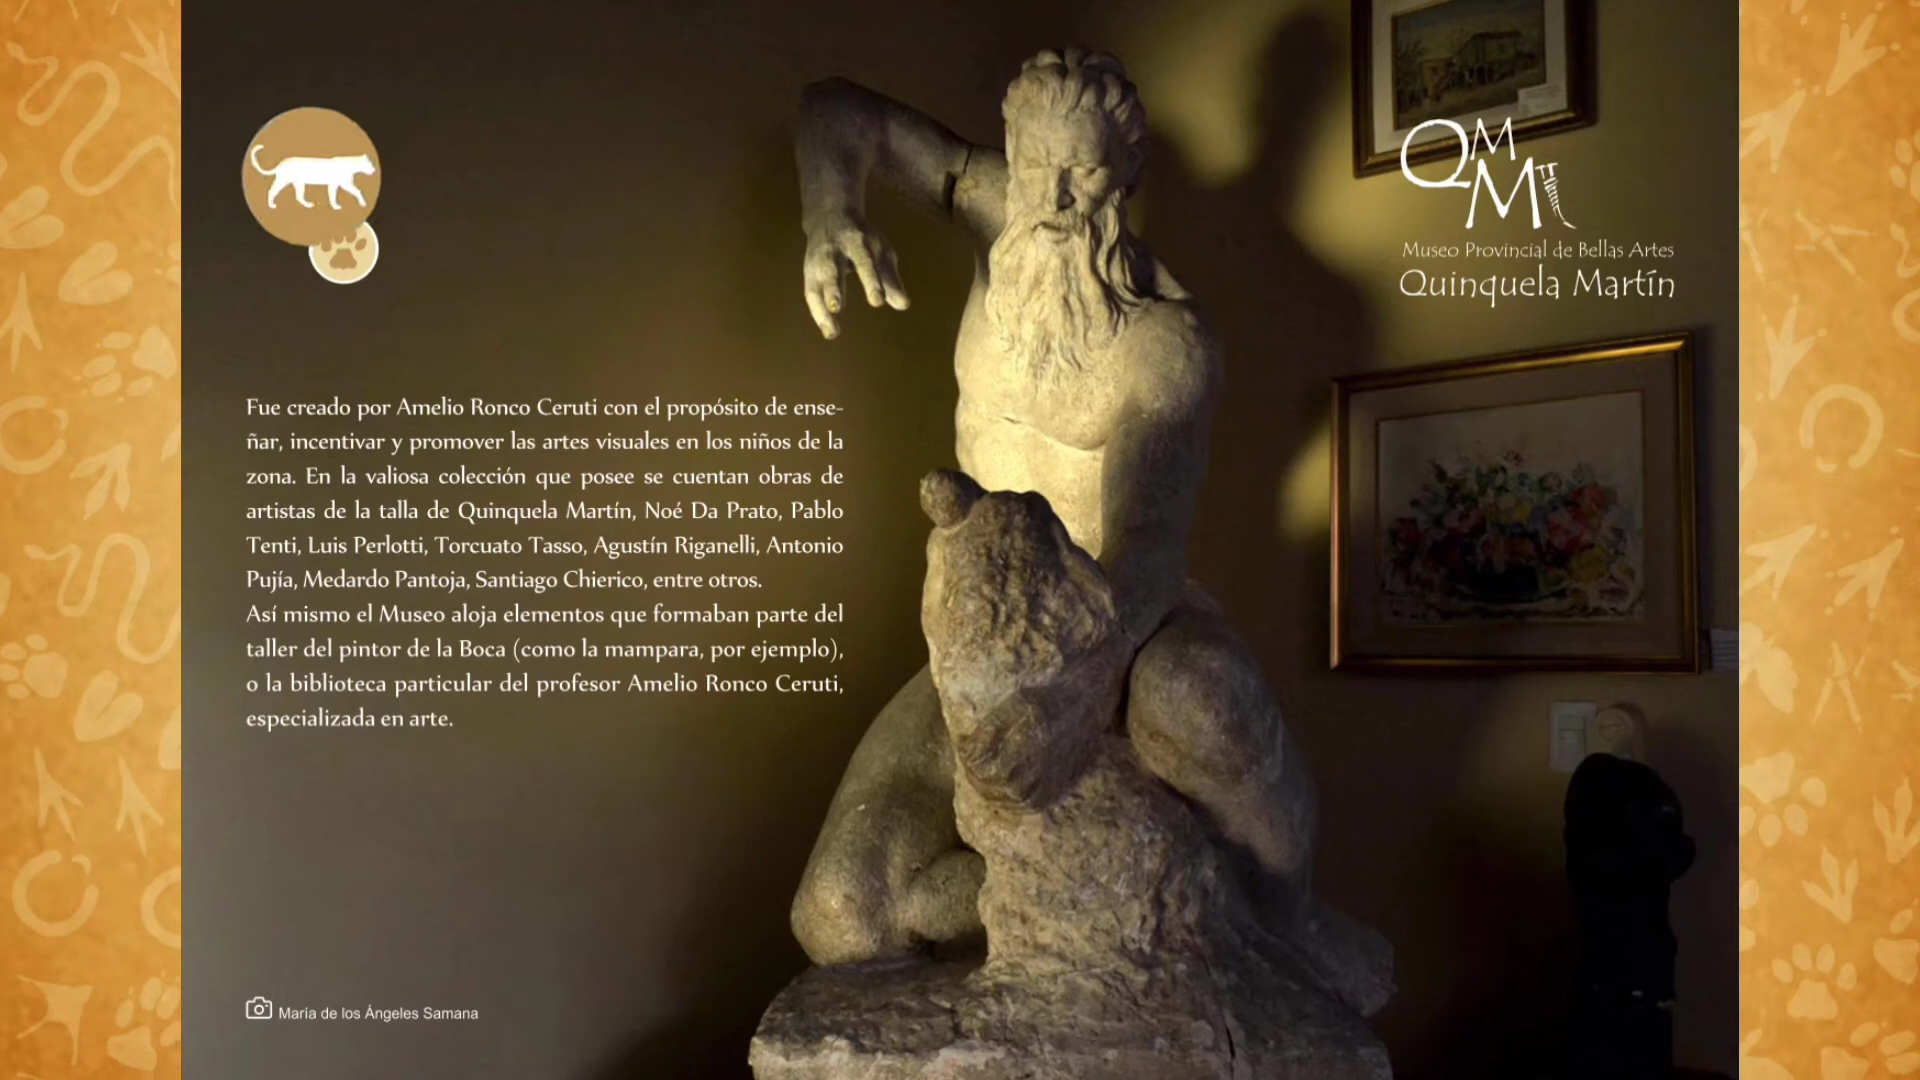 QMM
Museo Provincial de Bellas Artes
Quinquela Martín
Fue creado por Amelio Ronco Ceruti con el propósito de ense-
ñar, incentivar y promover las artes visuales en los niños de la
zona. En la valiosa colección que posee se cuentan obras de
artistas de la talla de Quinquela Martín, Noé Da Prato, Pablo
Tenti, Luis Perlotti, Torcuato Tasso, Agustín Riganelli, Antonio
Pujía, Medardo Pantoja, Santiago Chierico, entre otros.
Así mismo el Museo aloja elementos que formaban parte del
taller del pintor de la Boca (como la mampara, por ejemplo),
o la biblioteca particular del profesor Amelio Ronco Ceruti,
especializada en arte.
María de los Ángeles Samana